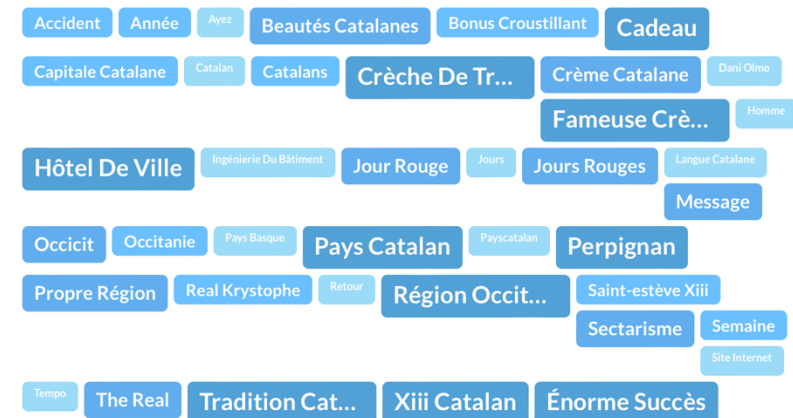 Accident Année Ayez Beautés Catalanes Bonus Croustillant Cadeau
Capitale Catalane Catalan Catalans Crèche De Tr... Crème Catalane Dani Olmo
Fameuse Crè... Homme
Hôtel De Ville Ingénierie Du Bâtiment Jour Rouge Jours Jours Rouges Langue Catalane
Message
Occicit Occitanie Pays Basque Pays Catalan Payscatalan Perpignan
Propre Région Real Krystophe Retour Région Occit... Saint-estève Xiii
Sectarisme Semaine
Site Internet
Tempo The Real Tradition Cat... Xiii Catalan Énorme Succès